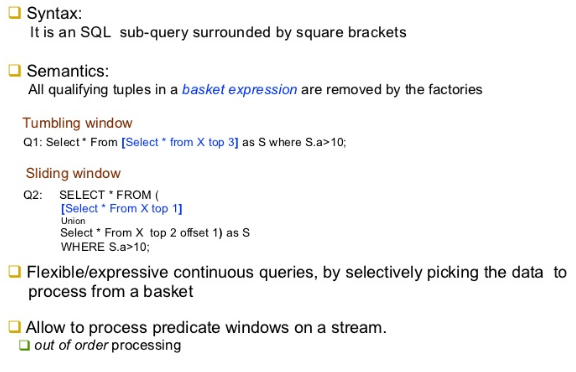 Syntax:
It is an SQL sub-query surrounded by square brackets
Semantics:
All qualifying tuples in a basket expression are removed by the factories
Tumbling window
Q1: Select * From [Select * from X top 3] as S where S.a>10;
Sliding window
Q2: SELECT * FROM (
[Select * From X top 1]
Union
Select * From X top 2 offset 1) as S
WHERE S.a>10;
Flexible/expressive continuous queries, by selectively picking the data to
process from a basket
Allow to process predicate windows on a stream.
out of order processing